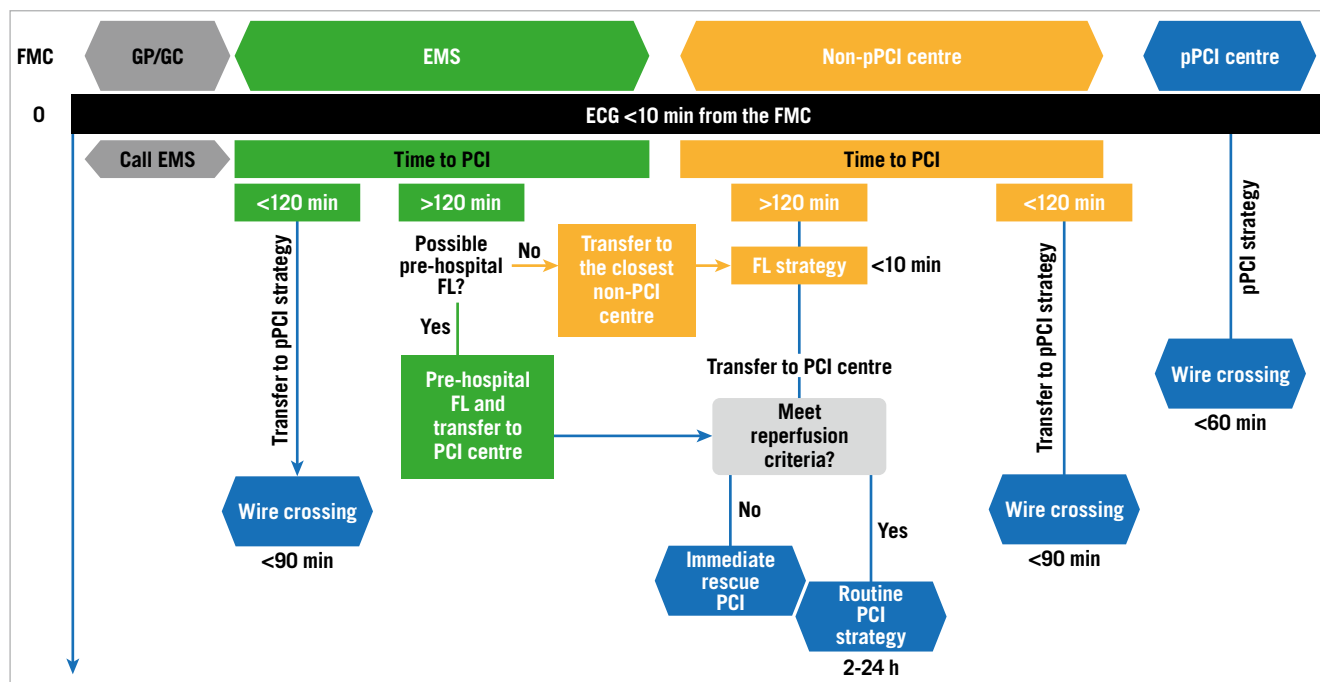 FMC
GP/GC
EMS
Non-pPCI centre
pPCI centre
0
ECG <10 min from the FMC
Call EMS
Time to PCI
Time to PCI
<120 min
>120 min
>120 min
<120 min
Transfer to pPCI strategy
Possible
pre-hospital
FL?
No
Transfer to
the closest
non-PCI
centre
FL strategy
<10 min
Transfer to pPCI strategy
pPCI strategy
Yes
Pre-hospital
FL and
transfer to
PCI centre
Transfer to PCI centre
Meet
reperfusion
criteria?
Wire crossing
<60 min
Wire crossing
<90 min
No
Yes
Wire crossing
<90 min
Immediate
rescue
PCI
Routine
PCI
strategy
2-24 h